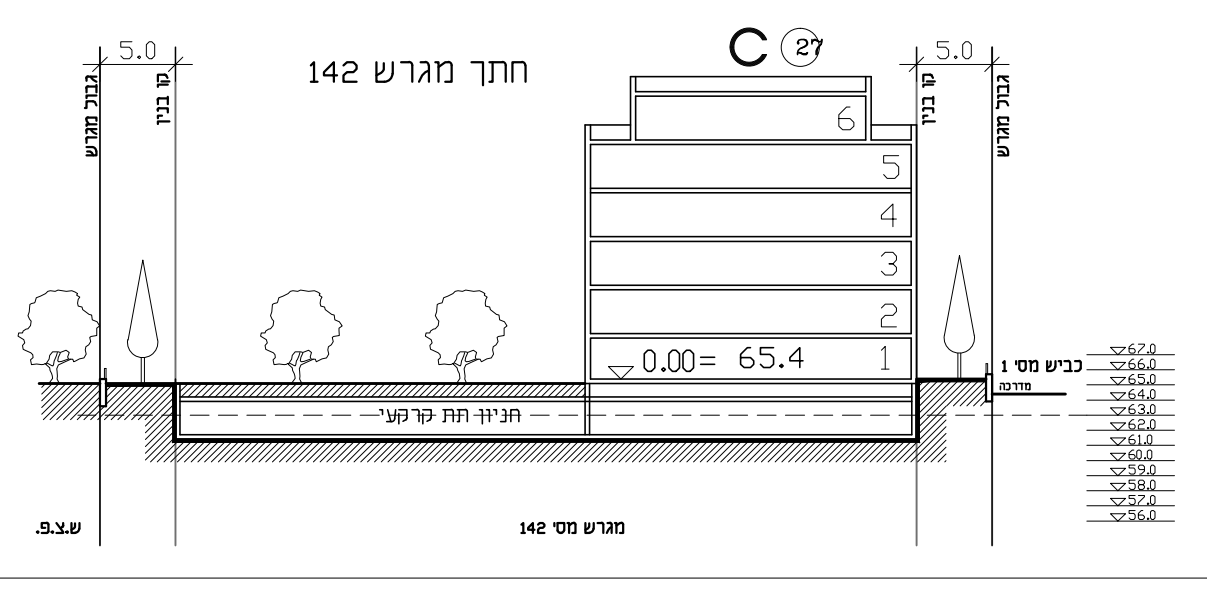 C 27
5.0
5.0
חתך מגרש 142
גבול מגרש
קו בנין
קו בנין
גבול מגרש
6
5
4
3
2
0.00= 65.4 1
חניון תת קרקעי
כביש מס' 1
מדרכה
67.0
66.0
65.0
64.0
63.0
62.0
61.0
60.0
59.0
58.0
57.0
56.0
ש.צ.פ.
מגרש מס' 142